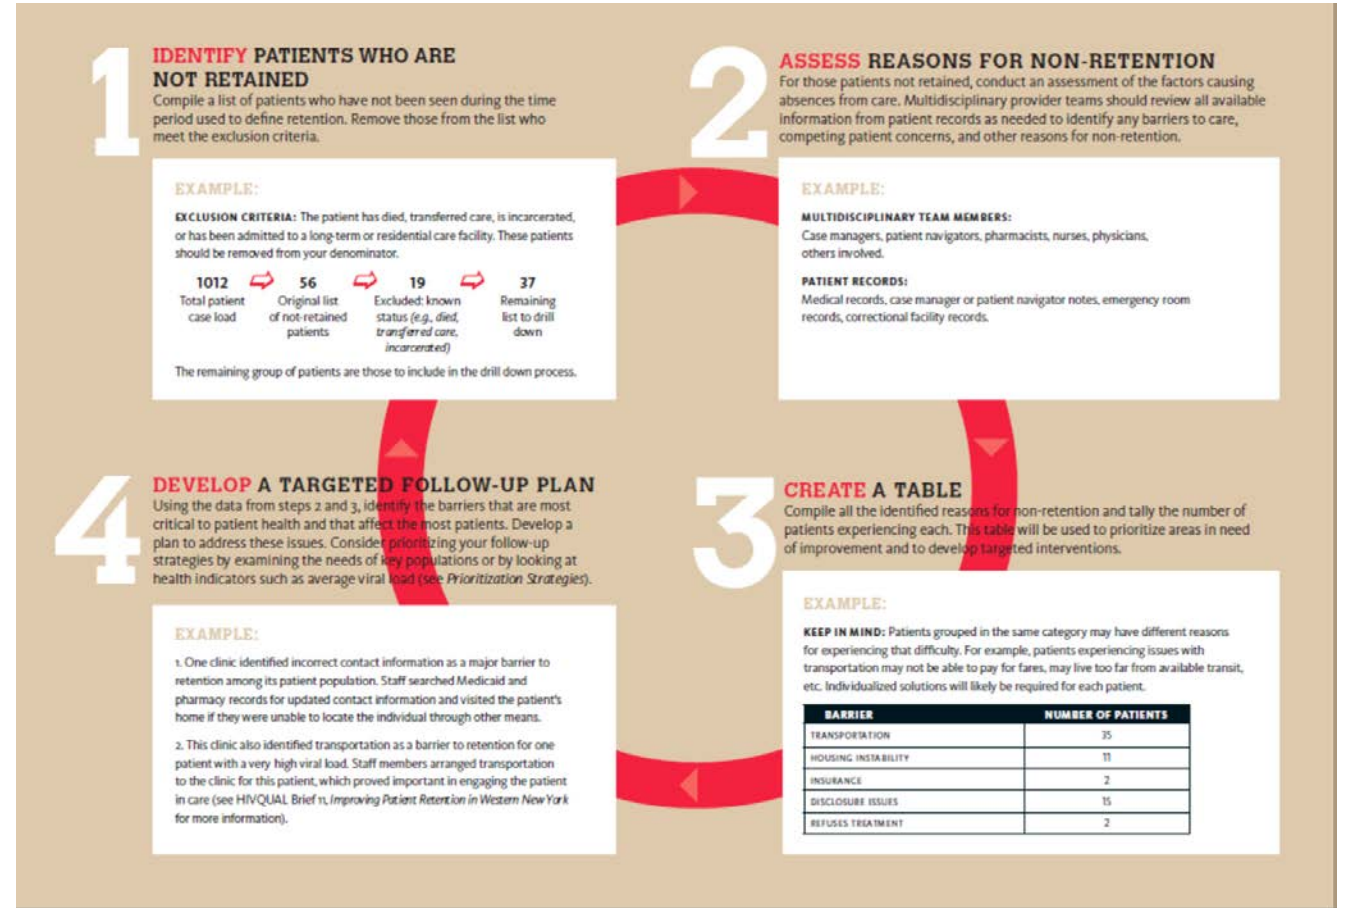 1
IDENTIFY PATIENTS WHO ARE
NOT RETAINED
Compile a list of patients who have not been seen during the time
period used to define retention. Remove those from the list who
meet the exclusion criteria.
EXAMPLE:
EXCLUSION CRITERIA: The patient has died, transferred care, is incarcerated,
or has been admitted to a long-term or residential care facility. These patients
should be removed from your denominator.
1012 56 19 37
Total patient Original list Excluded: known Remaining
case load of not-retained status (e.g., died, list to drill
patients transferred care, down
incarcerated)
The remaining group of patients are those to include in the drill down process.
2
ASSESS REASONS FOR NON-RETENTION
For those patients not retained, conduct an assessment of the factors causing
absences from care. Multidisciplinary provider teams should review all available
information from patient records as needed to identify any barriers to care,
competing patient concerns, and other reasons for non-retention.
EXAMPLE:
MULTIDISCIPLINARY TEAM MEMBERS:
Case managers, patient navigators, pharmacists, nurses, physicians,
others involved.
PATIENT RECORDS:
Medical records, case manager or patient navigator notes, emergency room
records, correctional facility records.
3
CREATE A TABLE
Compile all the identified reasons for non-retention and tally the number of
patients experiencing each. This table will be used to prioritize areas in need
of improvement and to develop targeted interventions.
EXAMPLE:
KEEP IN MIND: Patients grouped in the same category may have different reasons
for experiencing that difficulty. For example, patients experiencing issues with
transportation may not be able to pay for fares, may live too far from available transit,
etc. Individualized solutions will likely be required for each patient.
BARRIER NUMBER OF PATIENTS
TRANSPORTATION 35
HOUSING INSTABILITY 11
INSURANCE 2
DISCLOSURE ISSUES 15
REFUSES TREATMENT 2
4
DEVELOP A TARGETED FOLLOW-UP PLAN
Using the data from steps 2 and 3, identify the barriers that are most
critical to patient health and that affect the most patients. Develop a
plan to address these issues. Consider prioritizing your follow-up
strategies by examining the needs of key populations or by looking at
health indicators such as average viral load (see Prioritization Strategies).
EXAMPLE:
1. One clinic identified incorrect contact information as a major barrier to
retention among its patient population. Staff searched Medicaid and
pharmacy records for updated contact information and visited the patient's
home if they were unable to locate the individual through other means.
2. This clinic also identified transportation as a barrier to retention for one
patient with a very high viral load. Staff members arranged transportation
to the clinic for this patient, which proved important in engaging the patient
in care (see HIVQUAL Brief 11, Improving Patient Retention in Western New York
for more information).